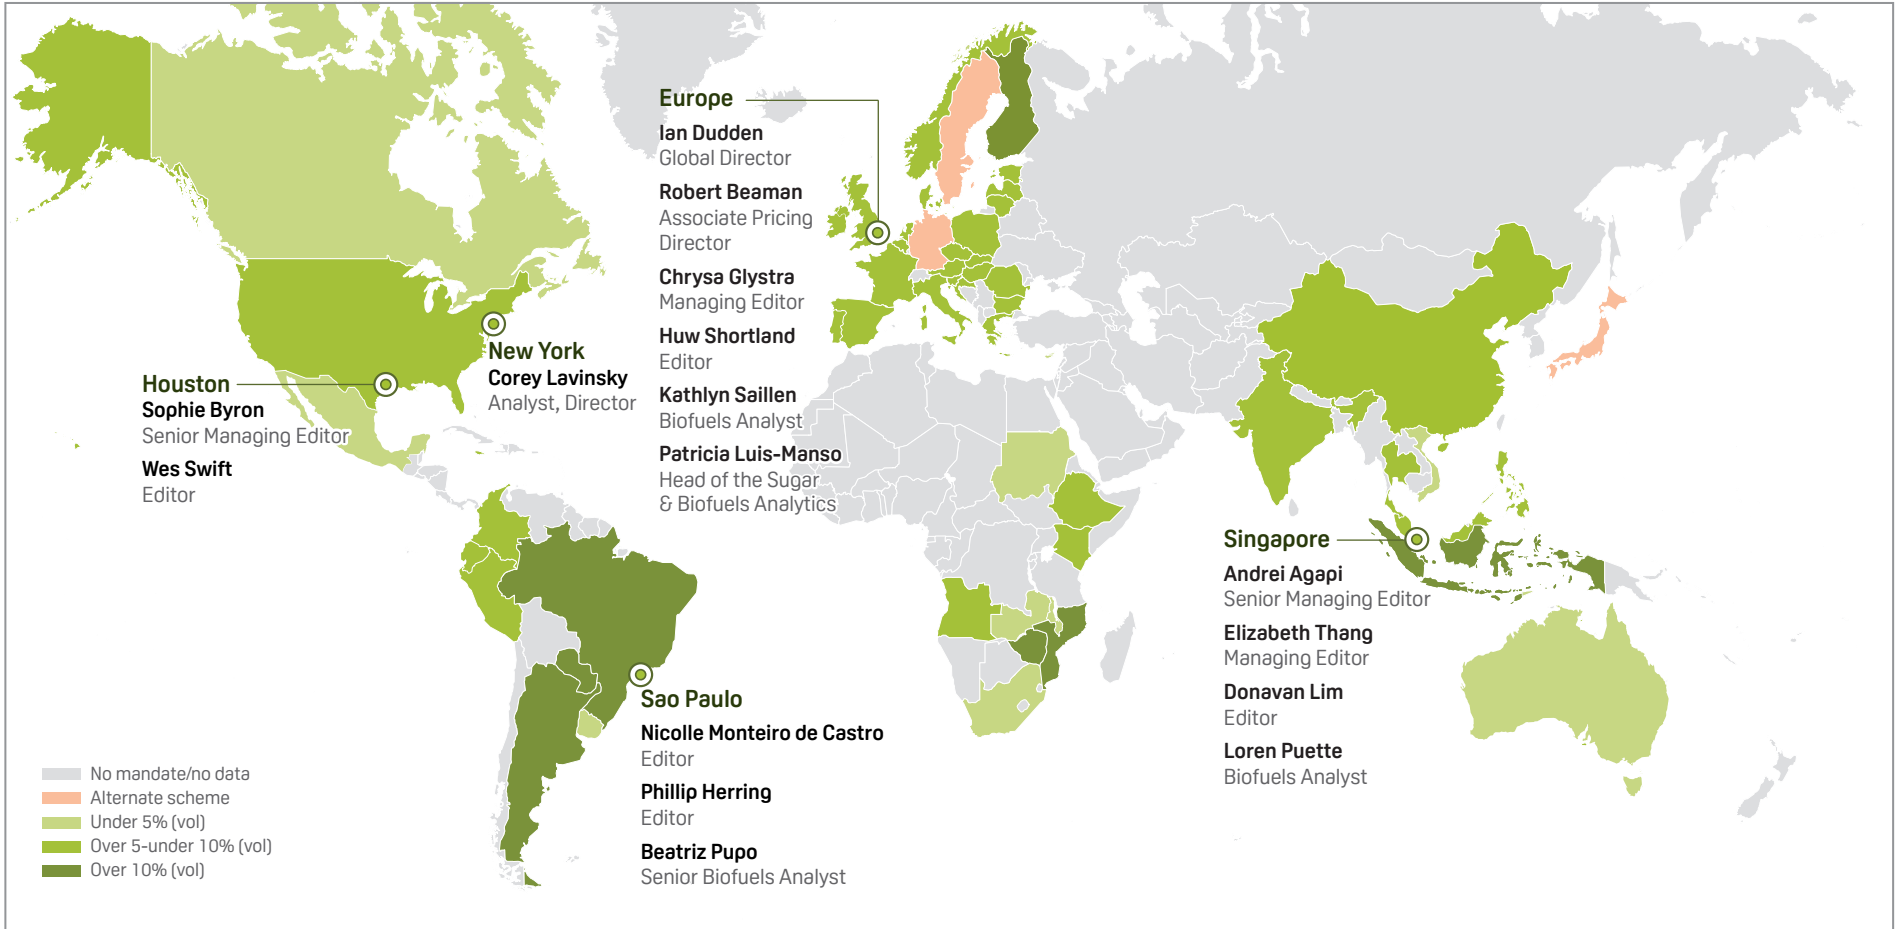 Europe
Ian Dudden
Global Director
Robert Beaman
Associate Pricing
Director
Chrysa Glystra
Managing Editor
Huw Shortland
Editor
Kathlyn Saillen
Biofuels Analyst
Patricia Luis-Manso
Head of the Sugar
& Biofuels Analytics
New York
Corey Lavinsky
Analyst, Director
Houston
Sophie Byron
Senior Managing Editor
Wes Swift
Editor
Sao Paulo
Nicolle Monteiro de Castro
Editor
Phillip Herring
Editor
Beatriz Pupo
Senior Biofuels Analyst
Singapore
Andrei Agapi
Senior Managing Editor
Elizabeth Thang
Managing Editor
Donavan Lim
Editor
Loren Puette
Biofuels Analyst
No mandate/no data
Alternate scheme
Under 5% (vol)
Over 5-under 10% (vol)
Over 10% (vol)